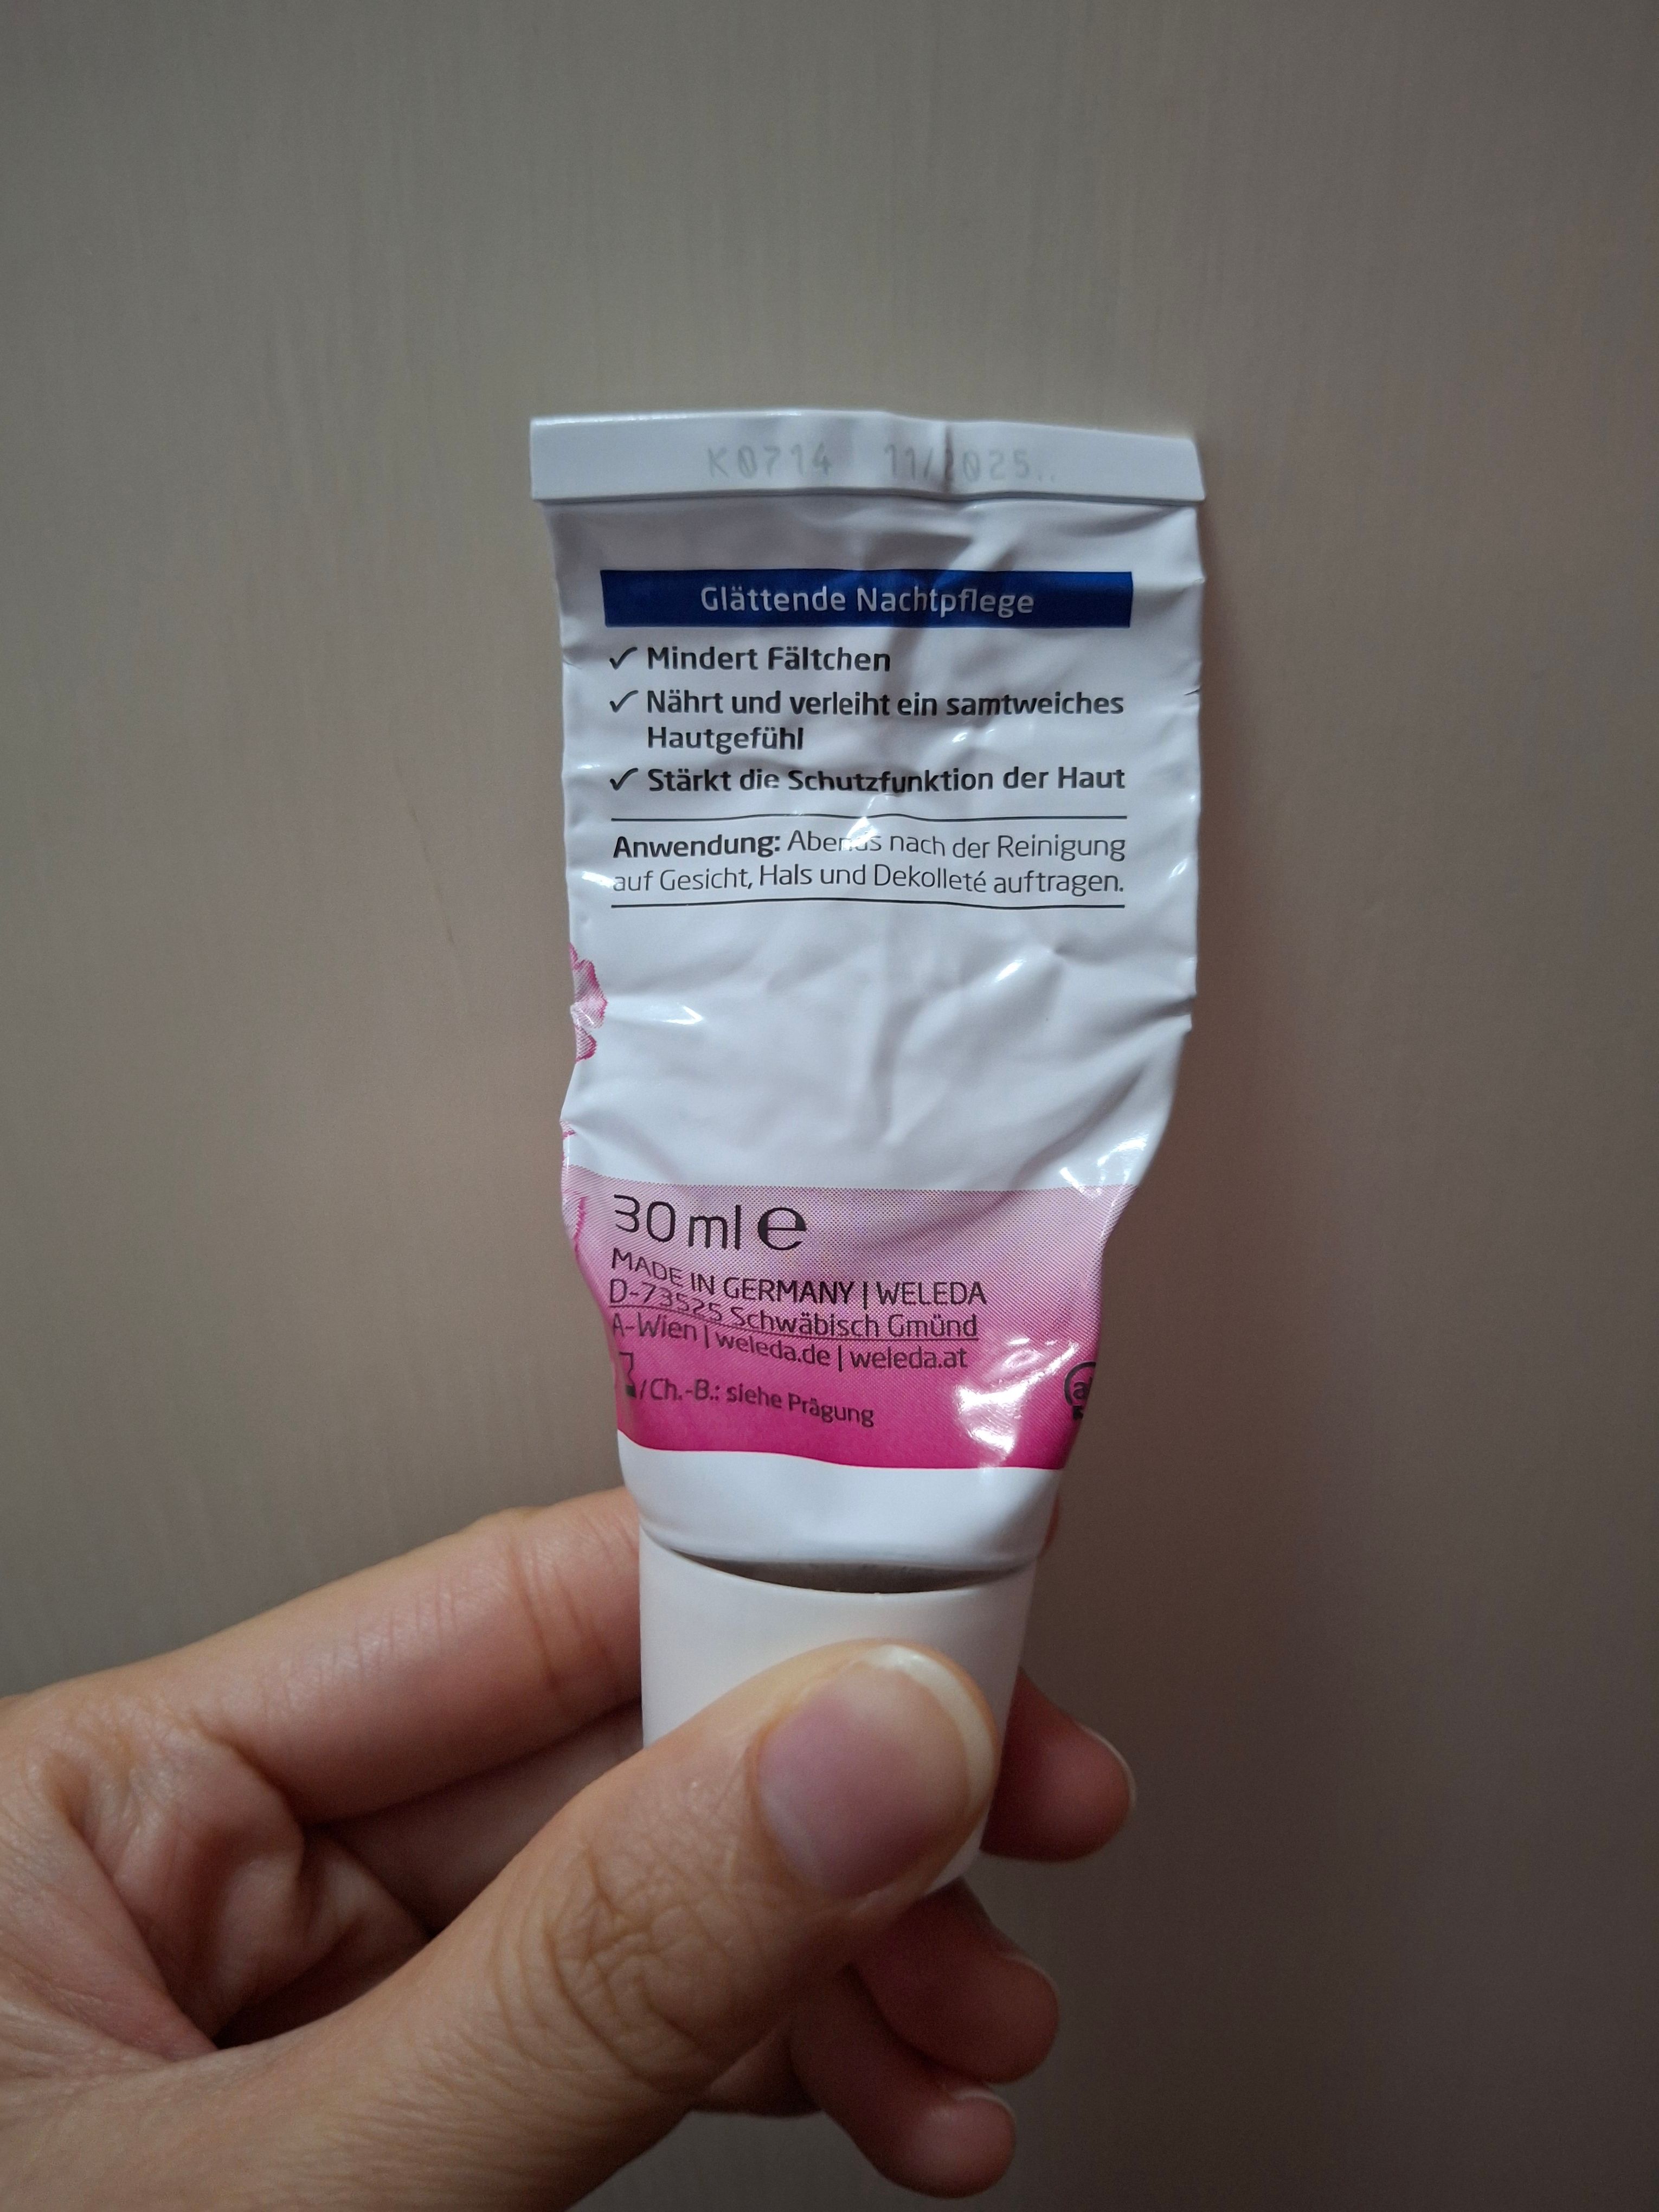 K0714 11/2025..
Glättende Nachtpflege
✓ Mindert Fältchen
✓ Nährt und verleiht ein samtweiches
Hautgefühl
✓ Stärkt die Schutzfunktion der Haut
Anwendung: Abends nach der Reinigung
auf Gesicht, Hals und Dekolleté auftragen.
30 ml e
MADE IN GERMANY | WELEDA
D-73525 Schwäbisch Gmünd
A-Wien | weleda.de | weleda.at
/ Ch.-B.: siehe Prägung